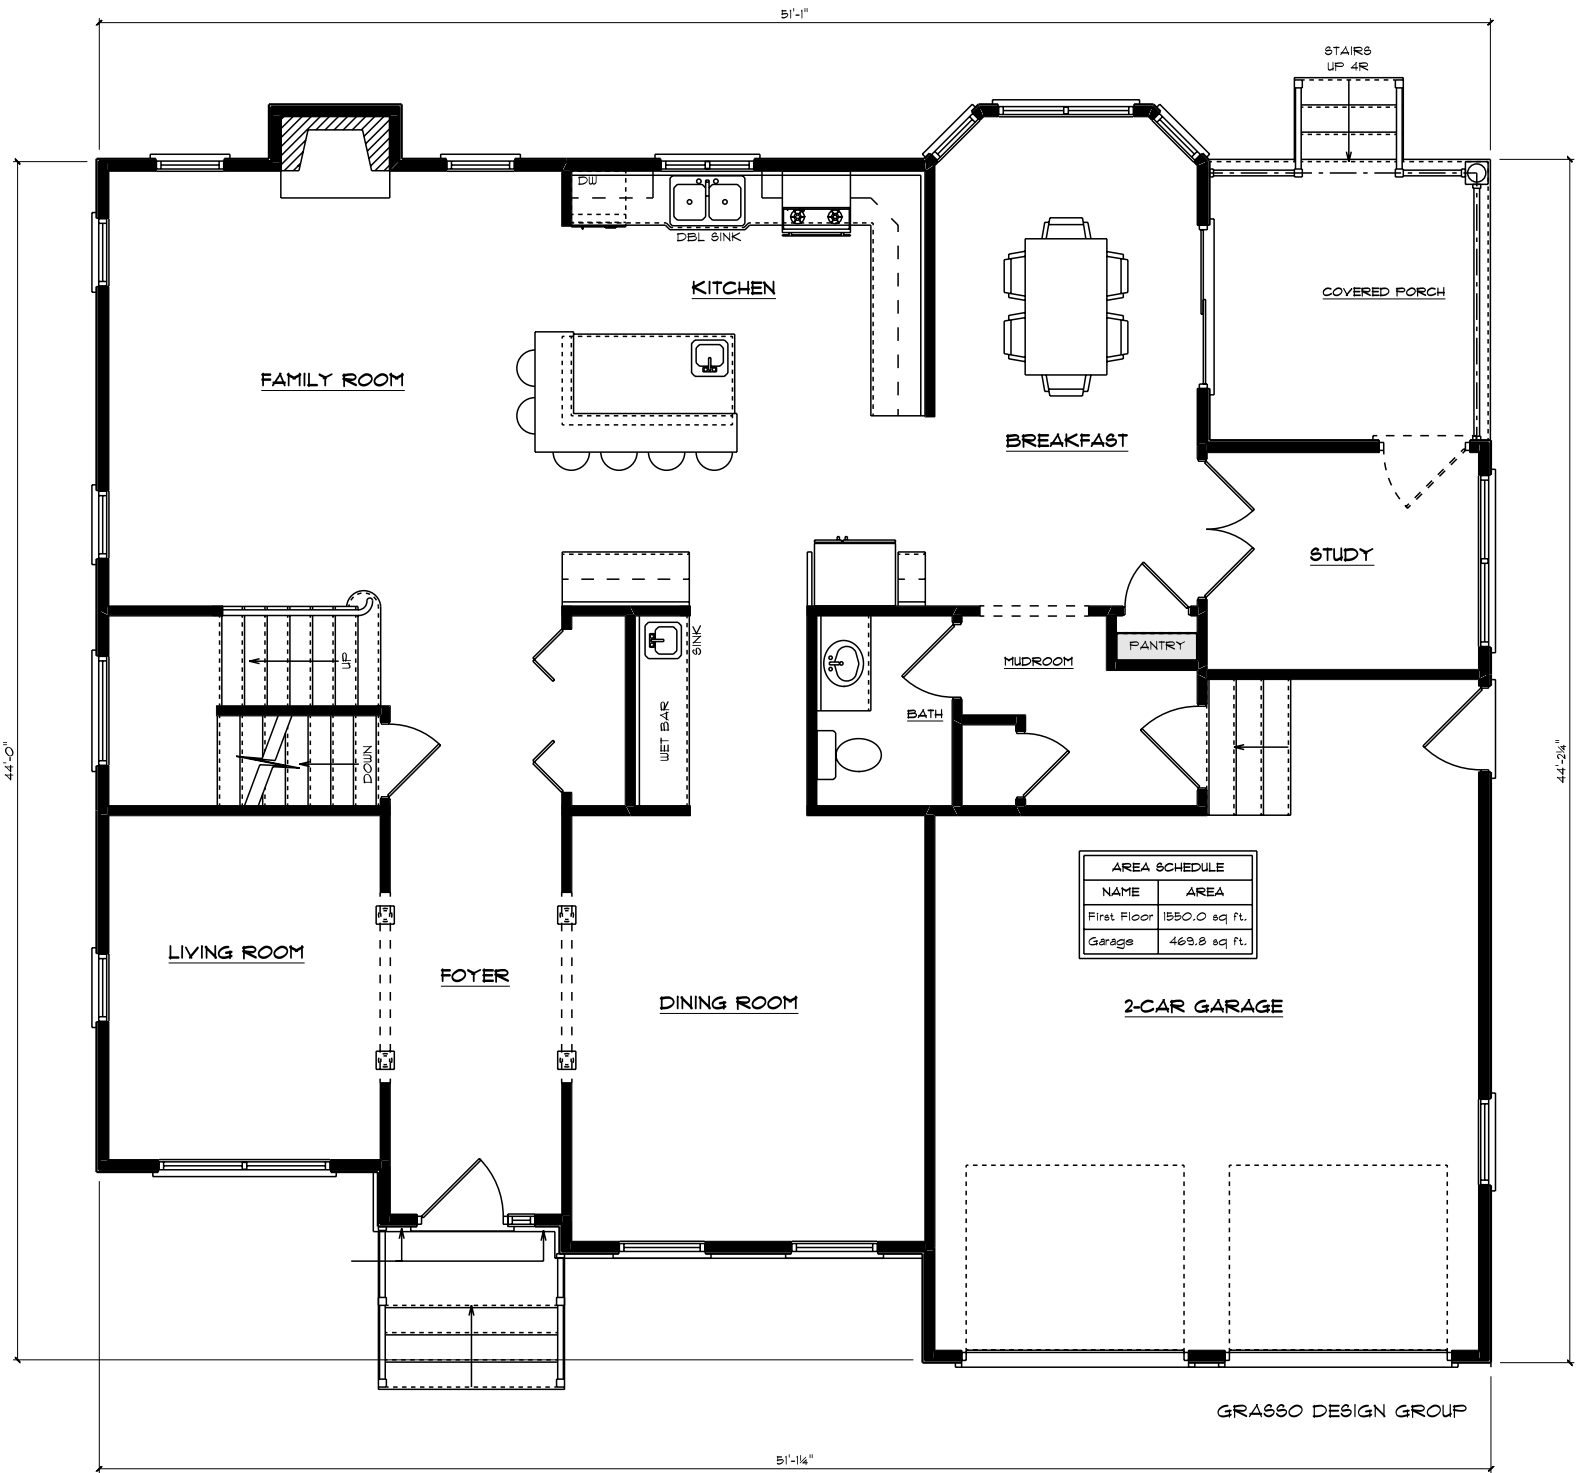 51'-1"
STAIRS
UP 4R
DW
DBL SINK
KITCHEN
COVERED PORCH
FAMILY ROOM
BREAKFAST
STUDY
SINK
UP
PANTRY
MUDROOM
BATH
WET BAR
DOWN
44'-0"
44'-2¼"
AREA SCHEDULE
NAME AREA
First Floor 1550.0 sq ft.
Garage 469.8 sq ft.
LIVING ROOM
FOYER
DINING ROOM
2-CAR GARAGE
GRASSO DESIGN GROUP
51'-1¼"